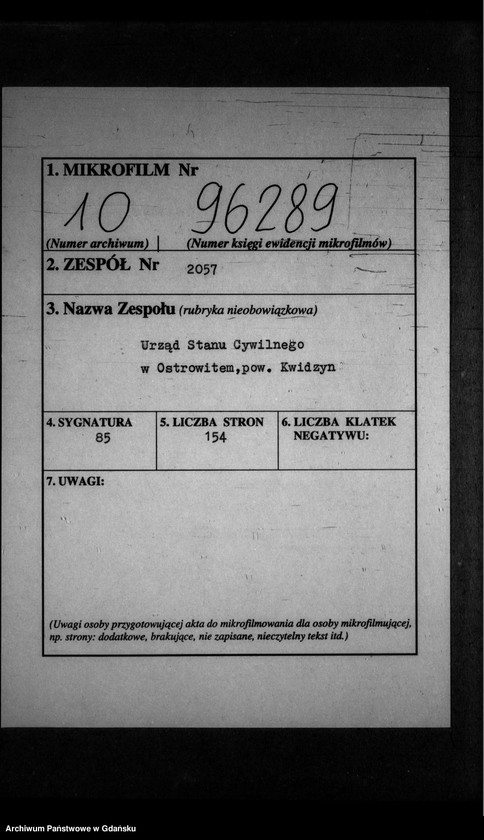 1. MIKROFILM Nr
10 96289
(Numer archiwum) (Numer księgi ewidencji mikrofilmów)
2. ZESPÓŁ Nr 2057
3. Nazwa Zespołu (rubryka nieobowiązkowa)
Urząd Stanu Cywilnego
w Ostrowitem,pow. Kwidzyn
4. SYGNATURA
85
5. LICZBA STRON
154
6. LICZBA KLATEK
NEGATYWU:
7. UWAGI:
(Uwagi osoby przygotowującej akta do mikrofilmowania dla osoby mikrofilmującej,
np. strony: dodatkowe, brakujące, nie zapisane, nieczytelny tekst itd.)
Archiwum Państwowe w Gdańsku